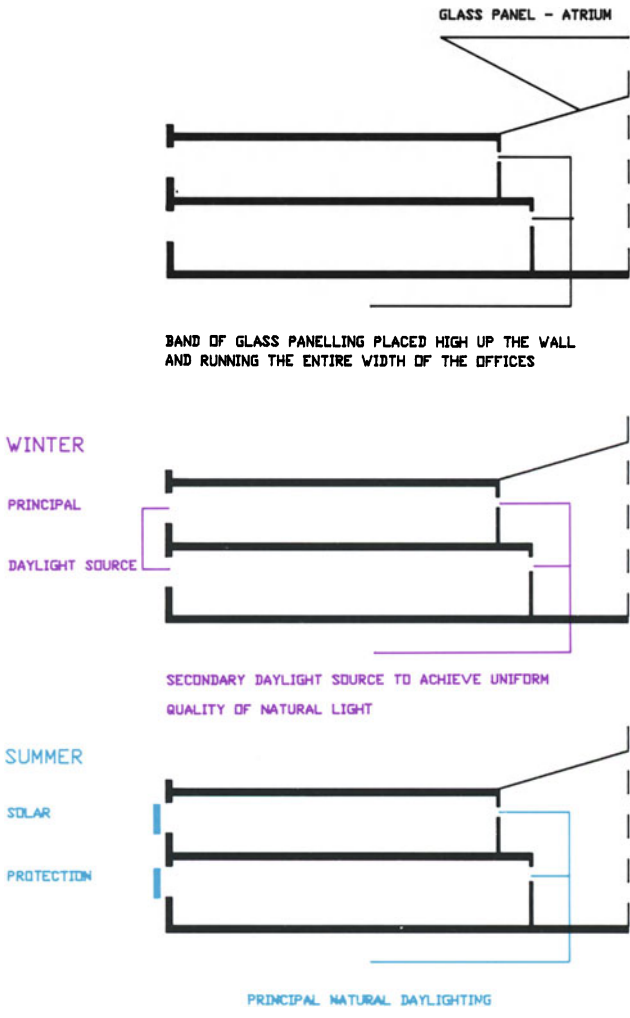 GLASS PANEL - ATRIUM
BAND OF GLASS PANELLING PLACED HIGH UP THE WALL
AND RUNNING THE ENTIRE WIDTH OF THE OFFICES
WINTER
PRINCIPAL
DAYLIGHT SOURCE
SECONDARY DAYLIGHT SOURCE TO ACHIEVE UNIFORM
QUALITY OF NATURAL LIGHT
SUMMER
SOLAR
PROTECTION
PRINCIPAL NATURAL DAYLIGHTING